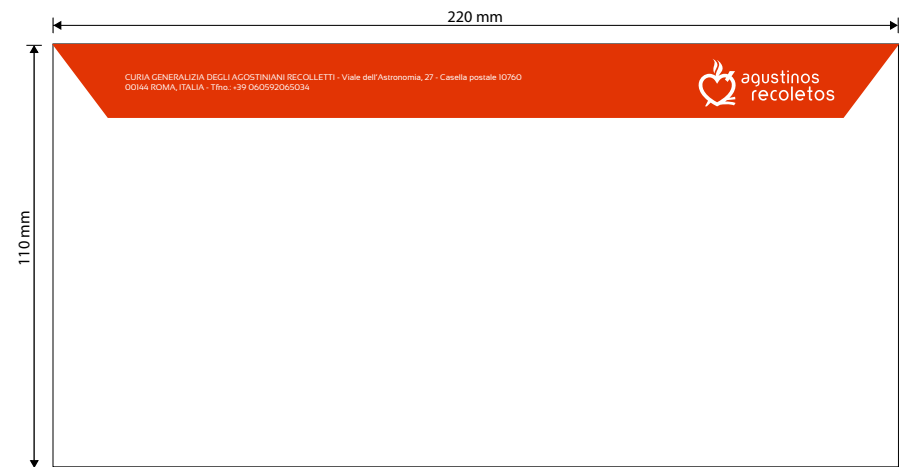 220 mm
CURIA GENERALIZIA DEGLI AGOSTINIANI RECOLLETTI - Viale dell'Astronomia, 27 - Casella postale 10760
00144 ROMA, ITALIA - Tfno.: +39 060592065034
agustinos
recoletos
110 mm